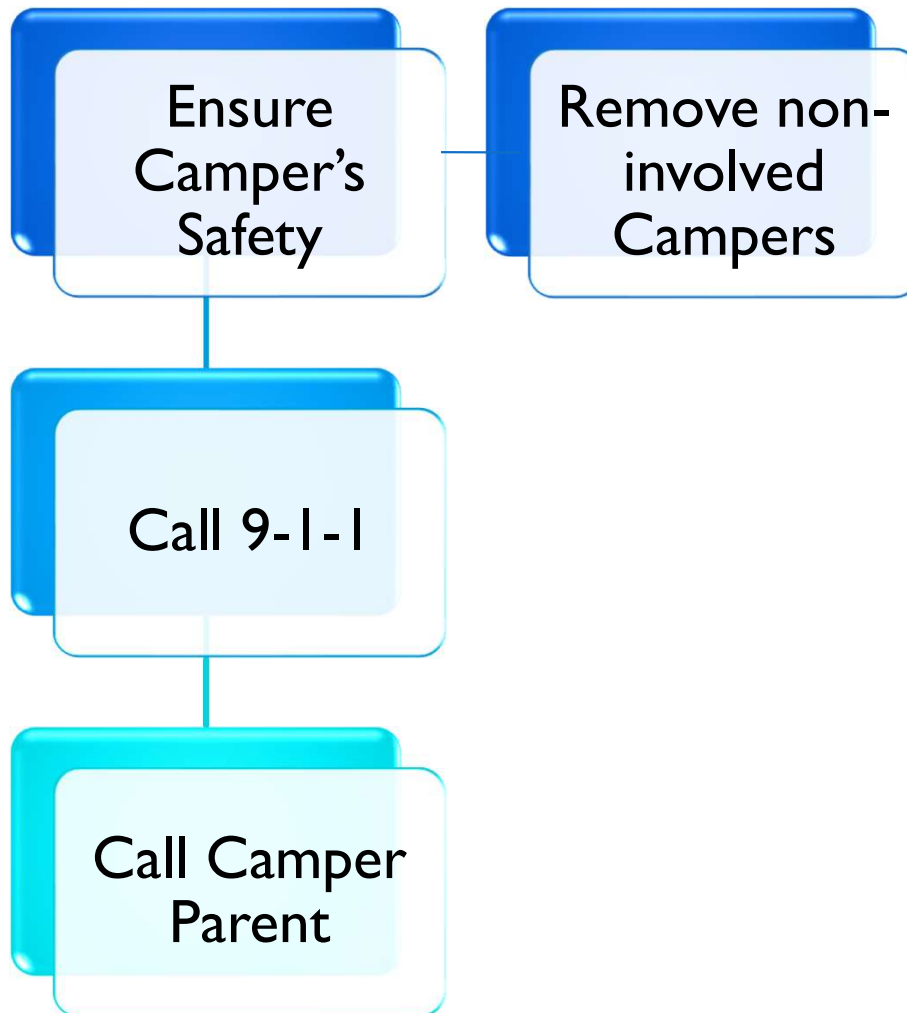 Ensure
Camper’s
Safety
Remove non-
involved
Campers
Call 9-1-1
Call Camper
Parent